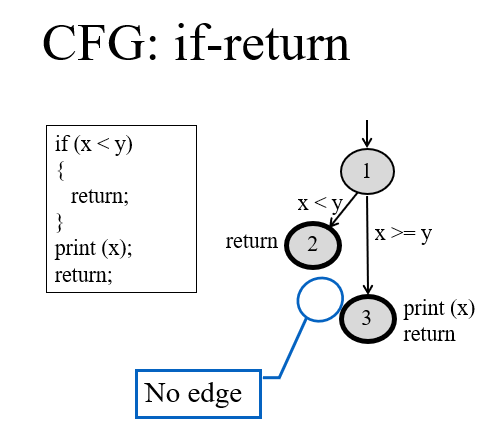 CFG: if-return
if (x < y)
{
return;
}
print (x);
return;
1
x < y
x >= y
return
2
3
print (x)
return
No edge